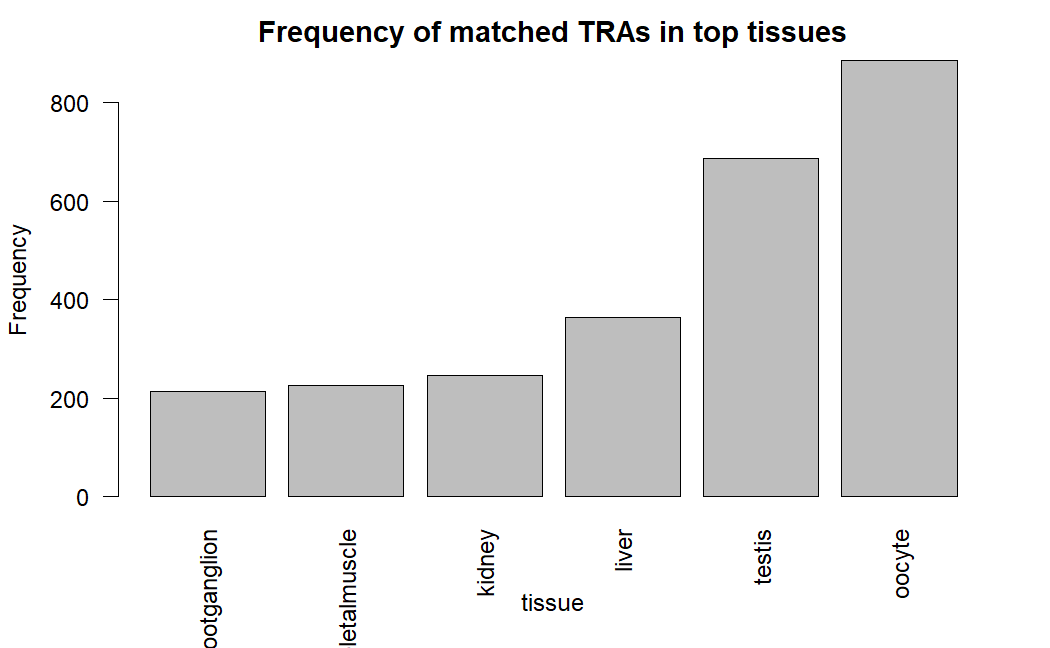 Frequency of matched TRAs in top tissues
Frequency
800
600
400
200
0
ootganglion
letalmuscle
kidney
liver
testis
oocyte
tissue